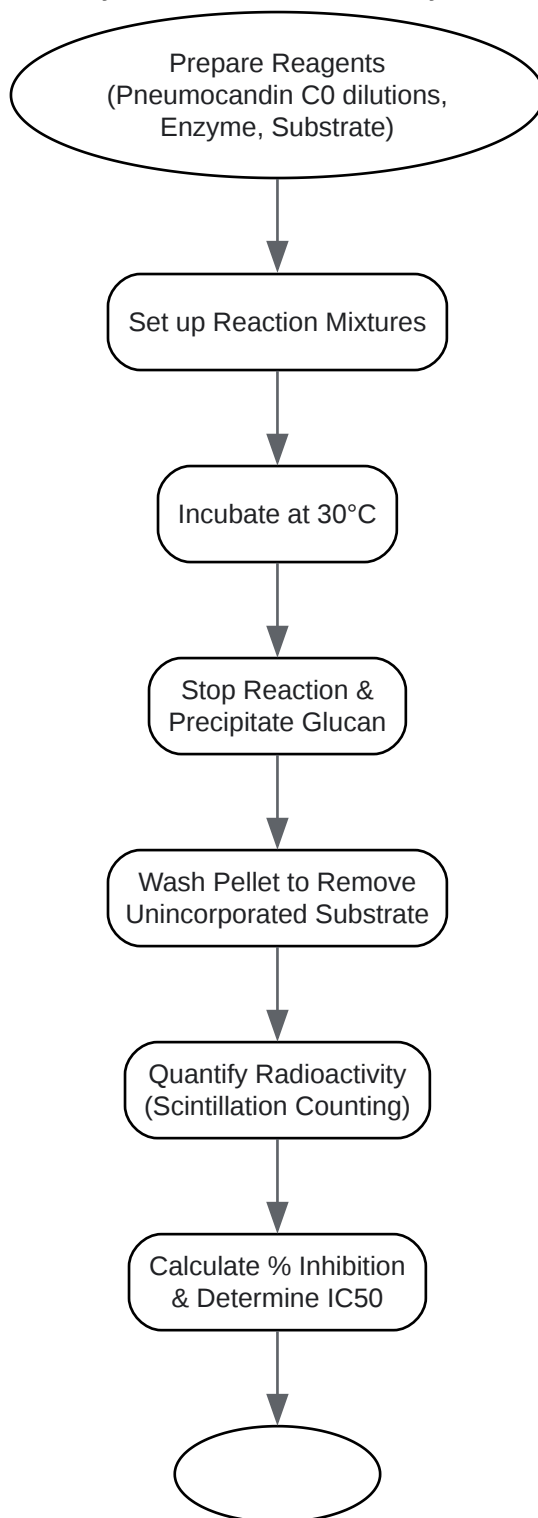 Prepare Reagents
(Pneumocandin C0 dilutions,
Enzyme, Substrate)
Set up Reaction Mixtures
Incubate at 30°C
Stop Reaction &
Precipitate Glucan
Wash Pellet to Remove
Unincorporated Substrate
Quantify Radioactivity
(Scintillation Counting)
Calculate % Inhibition
& Determine IC50